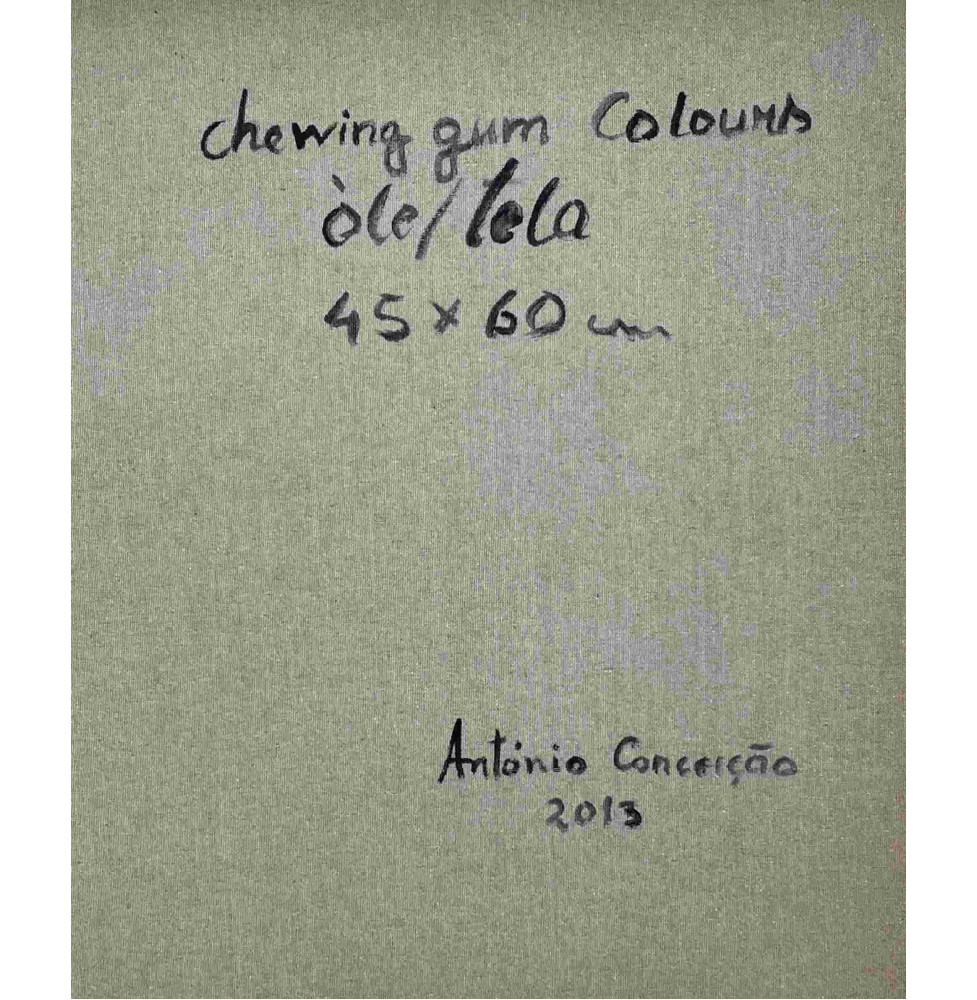 chewing gum Colours
òle/tela
45 x 60 cm
António Conceição
2013